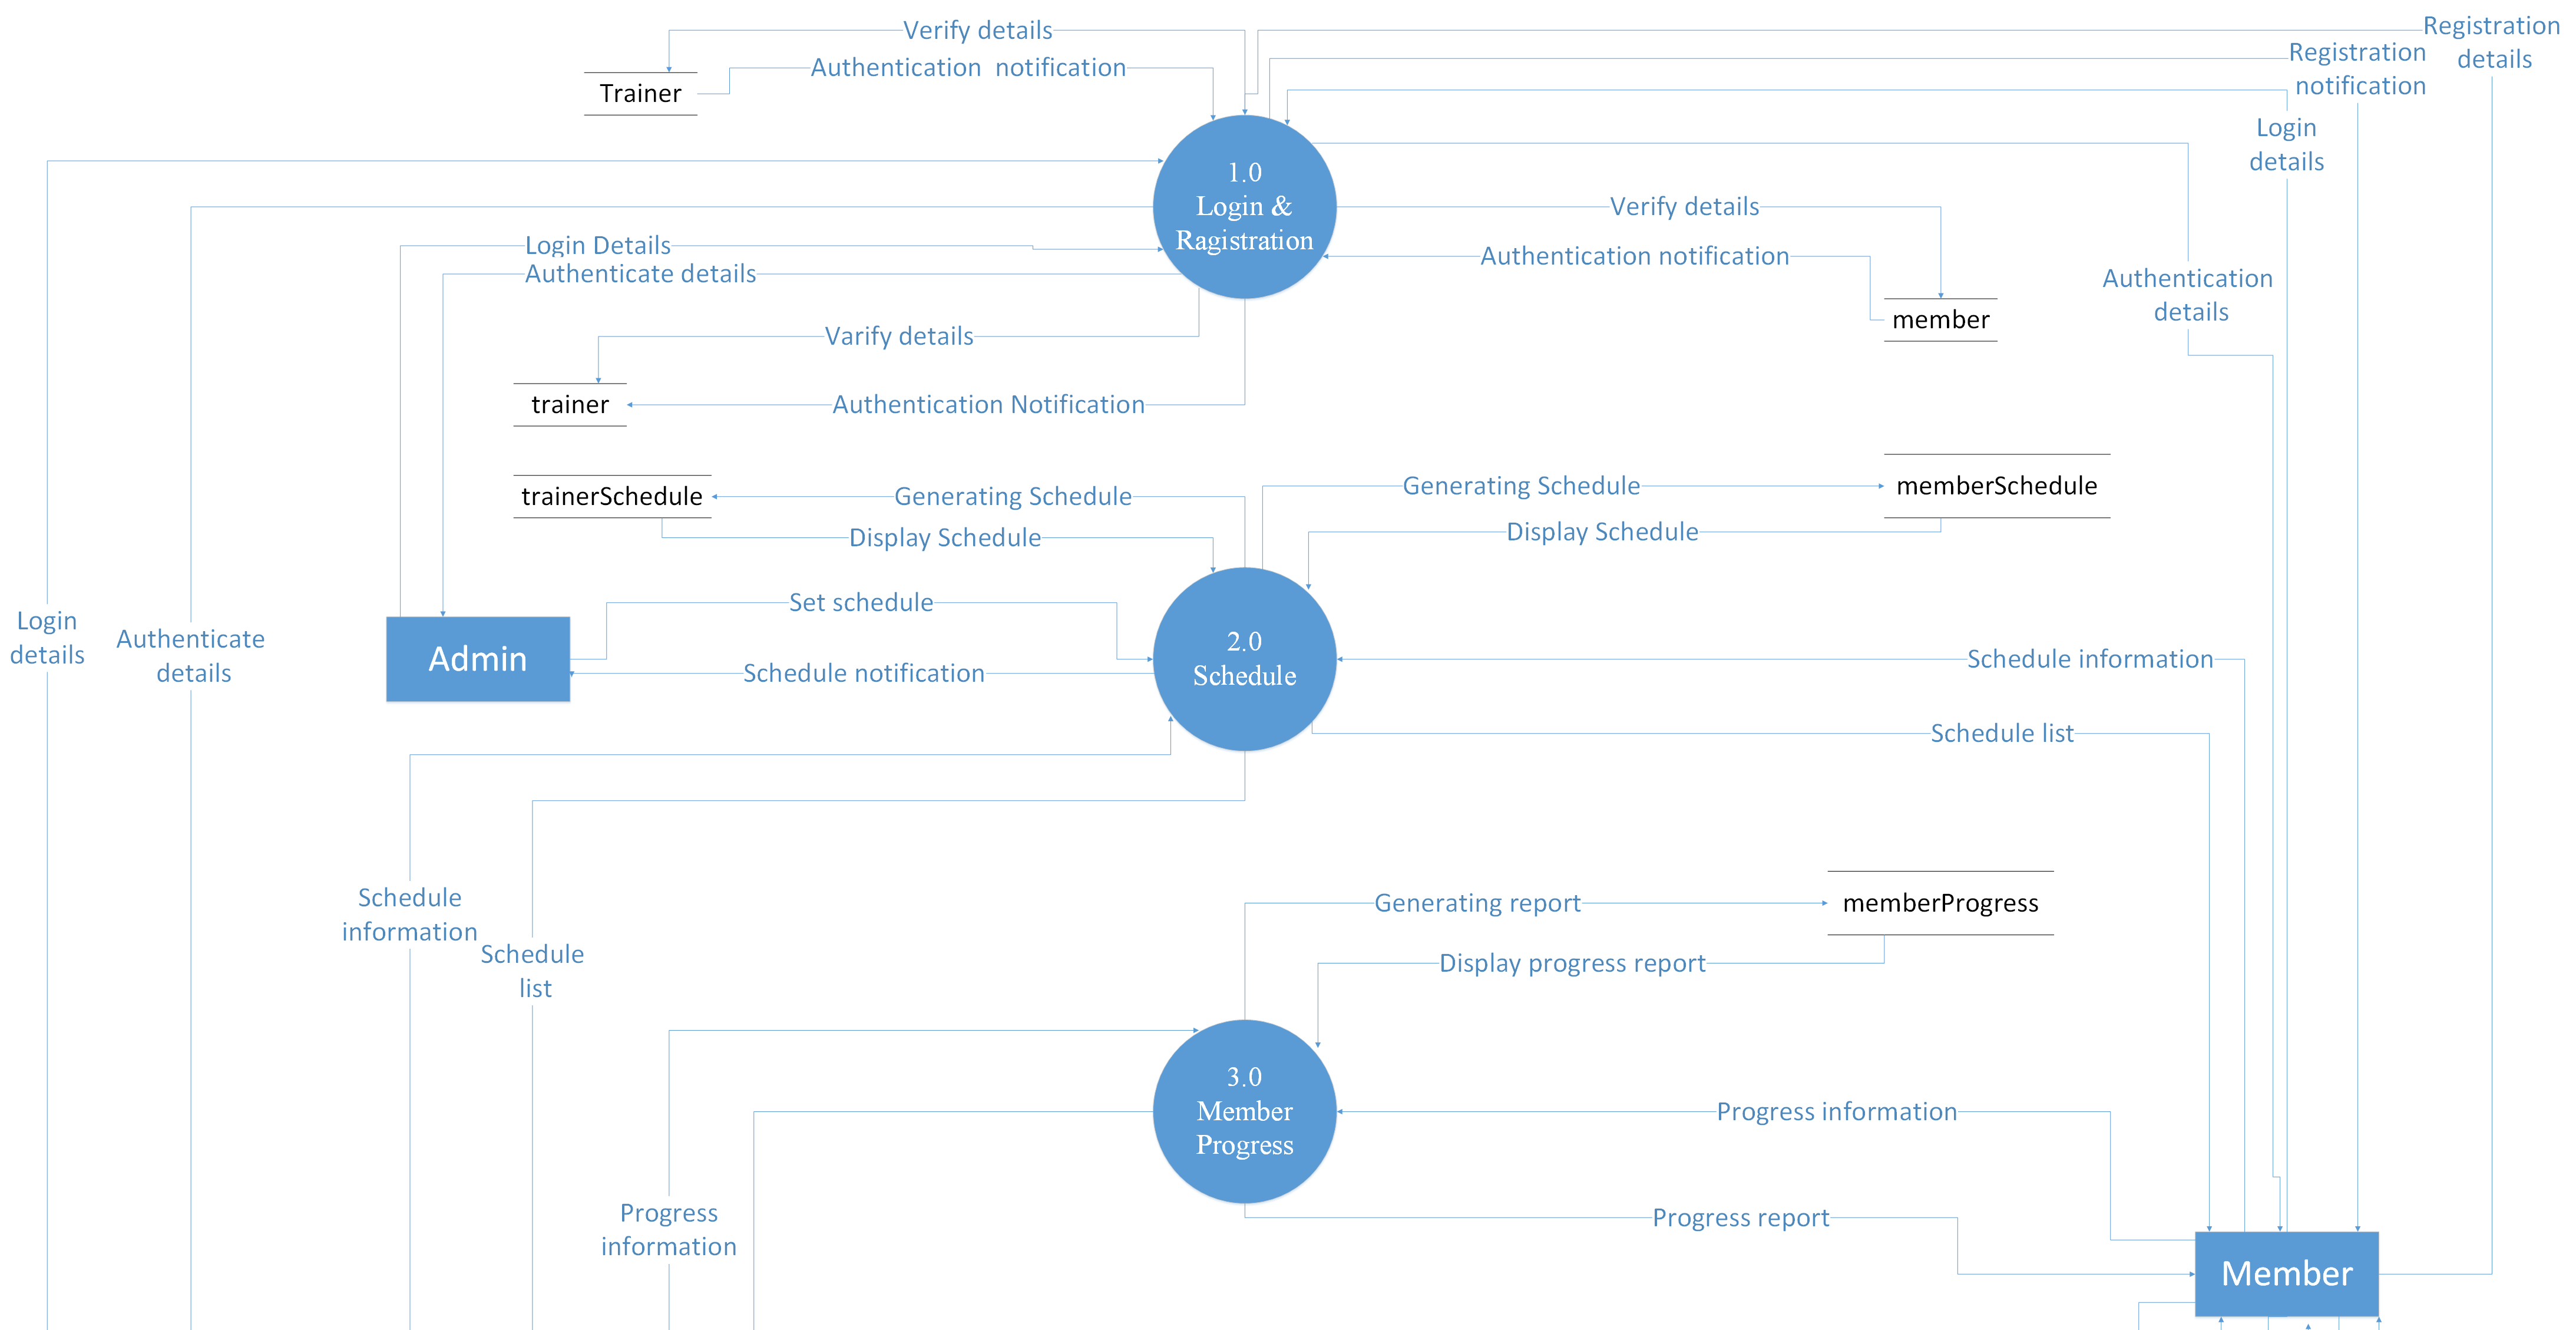 Verify details
Authentication  notification
Trainer
Registration
details
Registration
notification
Login
details
1.0
Login &
Ragistration
Verify details
Authentication notification
member
Authentication
details
Login Details
Authenticate details
Varify details
trainer
Authentication Notification
trainerSchedule
Generating Schedule
Display Schedule
Generating Schedule
memberSchedule
Display Schedule
Login
details
Authenticate
details
Admin
Set schedule
Schedule notification
2.0
Schedule
Schedule information
Schedule list
Schedule
information
Schedule
list
Generating report
memberProgress
Display progress report
3.0
Member
Progress
Progress information
Progress report
Progress
information
Member